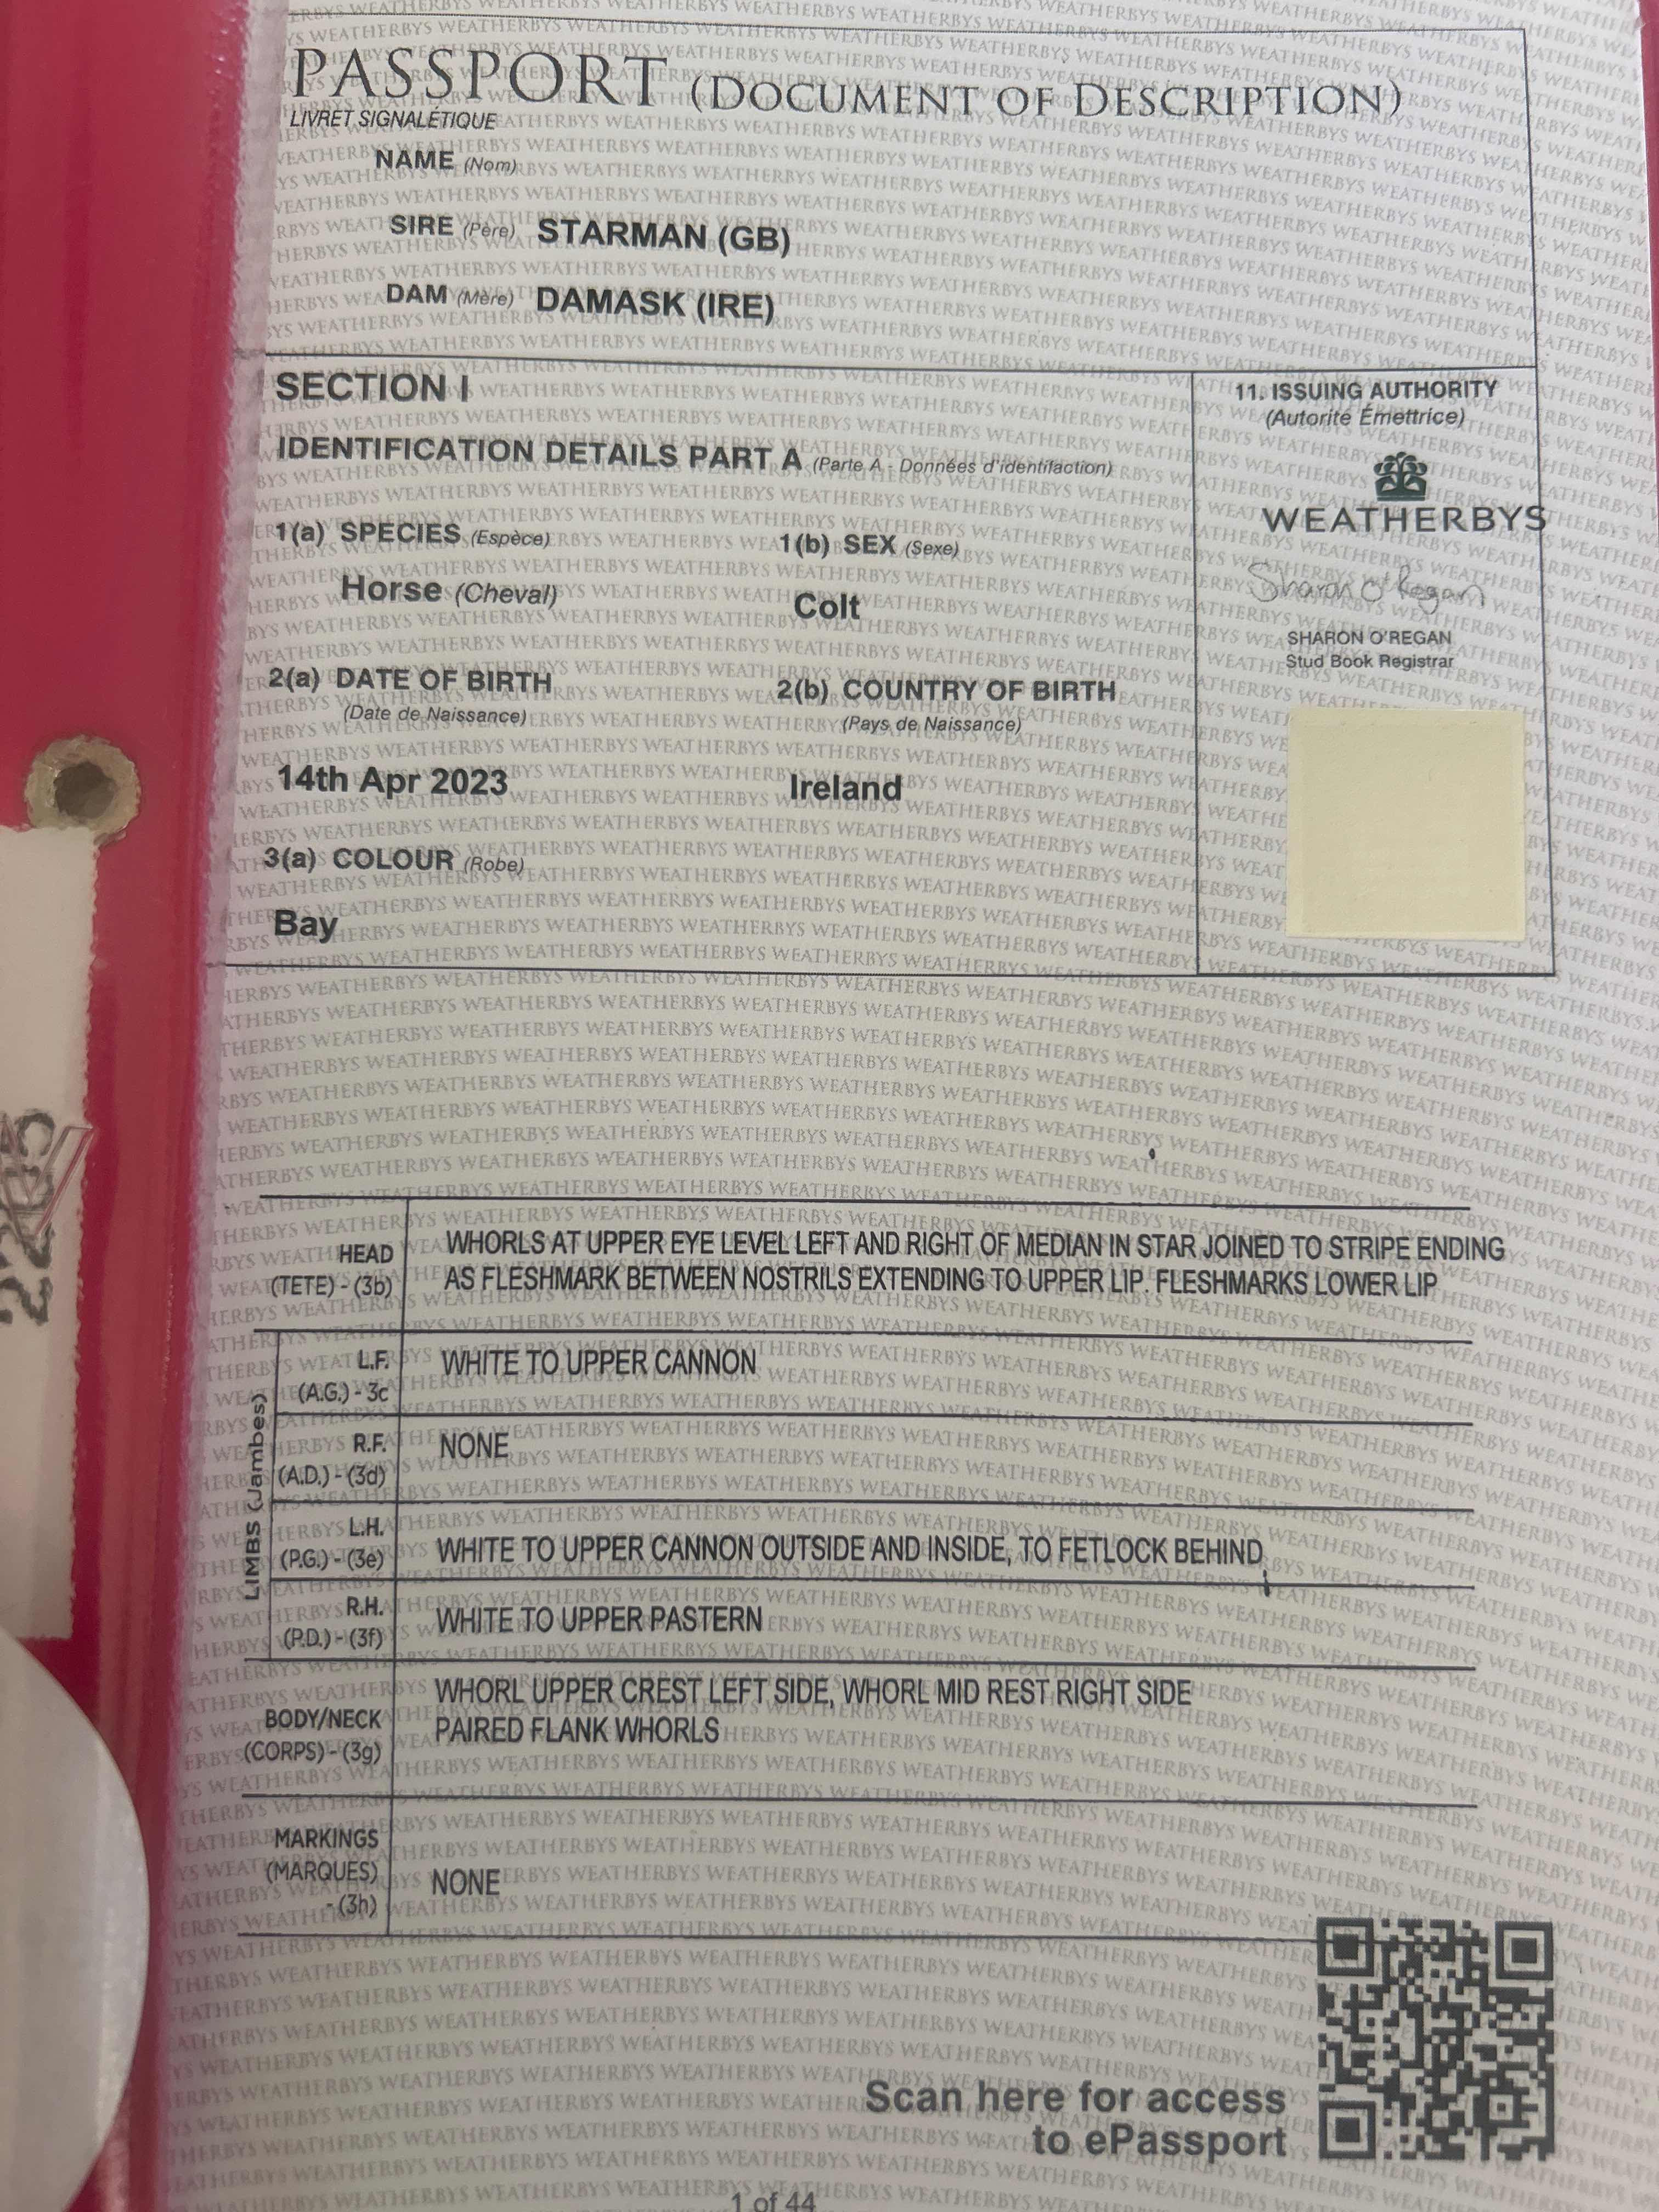 PASSPORT (DOCUMENT OF DESCRIPTION)
LIVRET SIGNALÉTIQUE
NAME (Nom)
SIRE (Père) STARMAN (GB)
DAM (Mère) DAMASK (IRE)
SECTION I
IDENTIFICATION DETAILS PART A (Parte A - Données d'identifaction)
1(a) SPECIES (Espèce)
1(b) SEX (Sexe)
Horse (Cheval)
Colt
2(a) DATE OF BIRTH
(Date de Naissance)
2(b) COUNTRY OF BIRTH
(Pays de Naissance)
14th Apr 2023
Ireland
3(a) COLOUR (Robe)
Bay
11. ISSUING AUTHORITY
(Autorité Émettrice)
WEATHERBYS
Sharon O'Regan
SHARON O'REGAN
Stud Book Registrar
HEAD
(TETE) - (3b)
WHORLS AT UPPER EYE LEVEL LEFT AND RIGHT OF MEDIAN IN STAR JOINED TO STRIPE ENDING
AS FLESHMARK BETWEEN NOSTRILS EXTENDING TO UPPER LIP. FLESHMARKS LOWER LIP
LIMBS (Jambes)
L.F.
(A.G.) - 3c
WHITE TO UPPER CANNON
R.F.
(A.D.) - (3d)
NONE
L.H.
(P.G.) - (3e)
WHITE TO UPPER CANNON OUTSIDE AND INSIDE, TO FETLOCK BEHIND
R.H.
(P.D.) - (3f)
WHITE TO UPPER PASTERN
BODY/NECK
(CORPS) - (3g)
WHORL UPPER CREST LEFT SIDE, WHORL MID REST RIGHT SIDE
PAIRED FLANK WHORLS
MARKINGS
(MARQUES)
- (3h)
NONE
Scan here for access
to ePassport
1 of 44